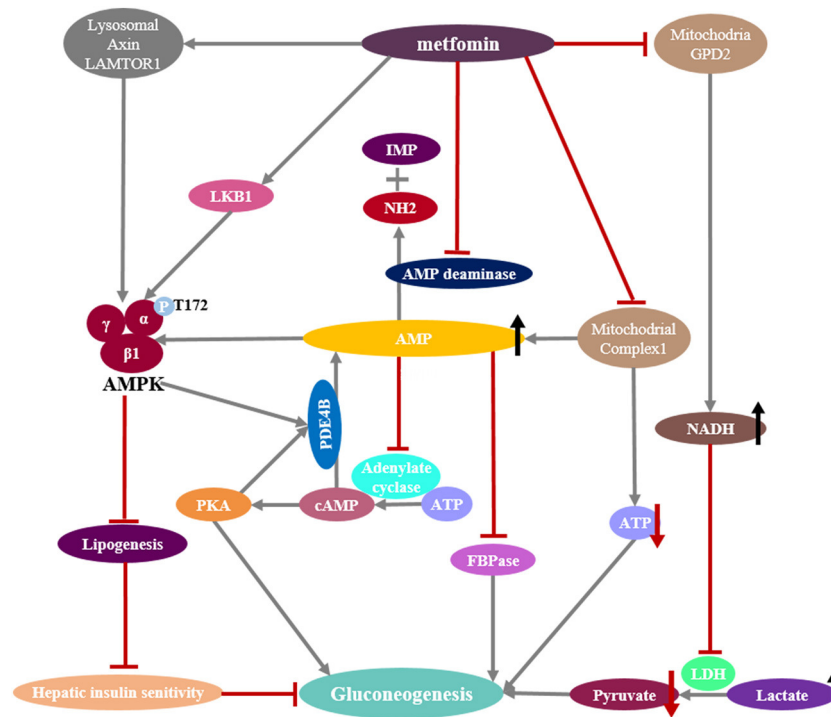 Lysosomal
Axin
LAMTOR1
metfomin
Mitochodria
GPD2
IMP
LKB1
NH2
AMP deaminase
P
T172
γ
α
β1
AMP
Mitochodrial
Complex1
AMPK
PDE4B
NADH
Adenylate
cyclase
PKA
cAMP
ATP
ATP
Lipogenesis
FBPase
LDH
Hepatic insulin senitivity
Gluconeogenesis
Pyruvate
Lactate